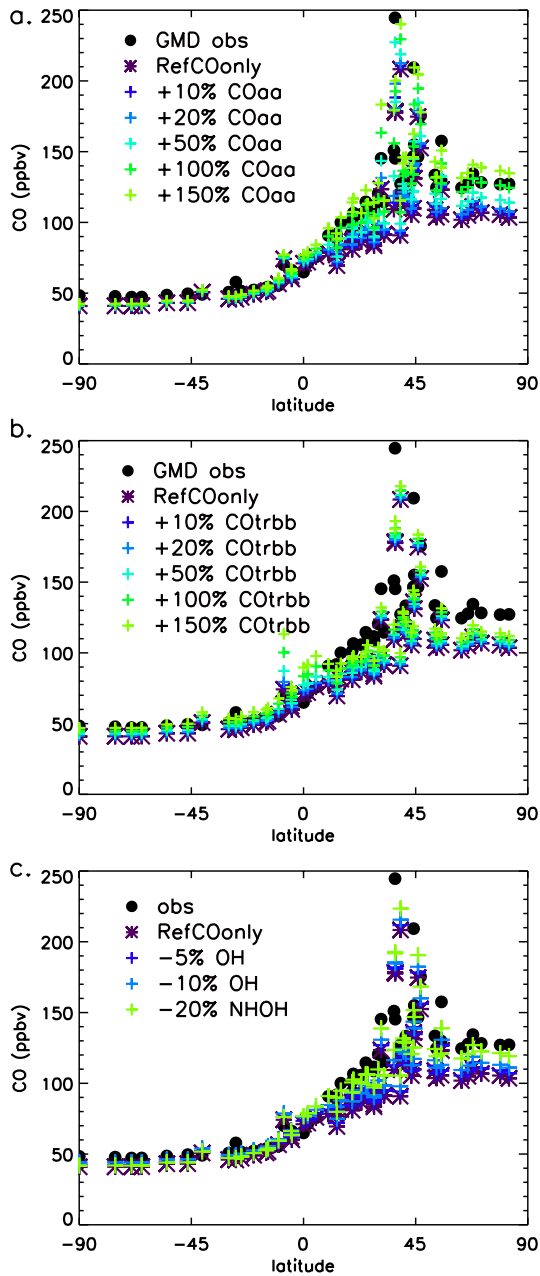 a.
250
200
150
100
50
0
CO (ppbv)
GMD obs
RefCOonly
+10% COaa
+20% COaa
+50% COaa
+100% COaa
+150% COaa
−90
−45
0
45
90
latitude
b.
250
200
150
100
50
0
CO (ppbv)
GMD obs
RefCOonly
+10% COtrbb
+20% COtrbb
+50% COtrbb
+100% COtrbb
+150% COtrbb
−90
−45
0
45
90
latitude
c.
250
200
150
100
50
0
CO (ppbv)
obs
RefCOonly
−5% OH
−10% OH
−20% NHOH
−90
−45
0
45
90
latitude